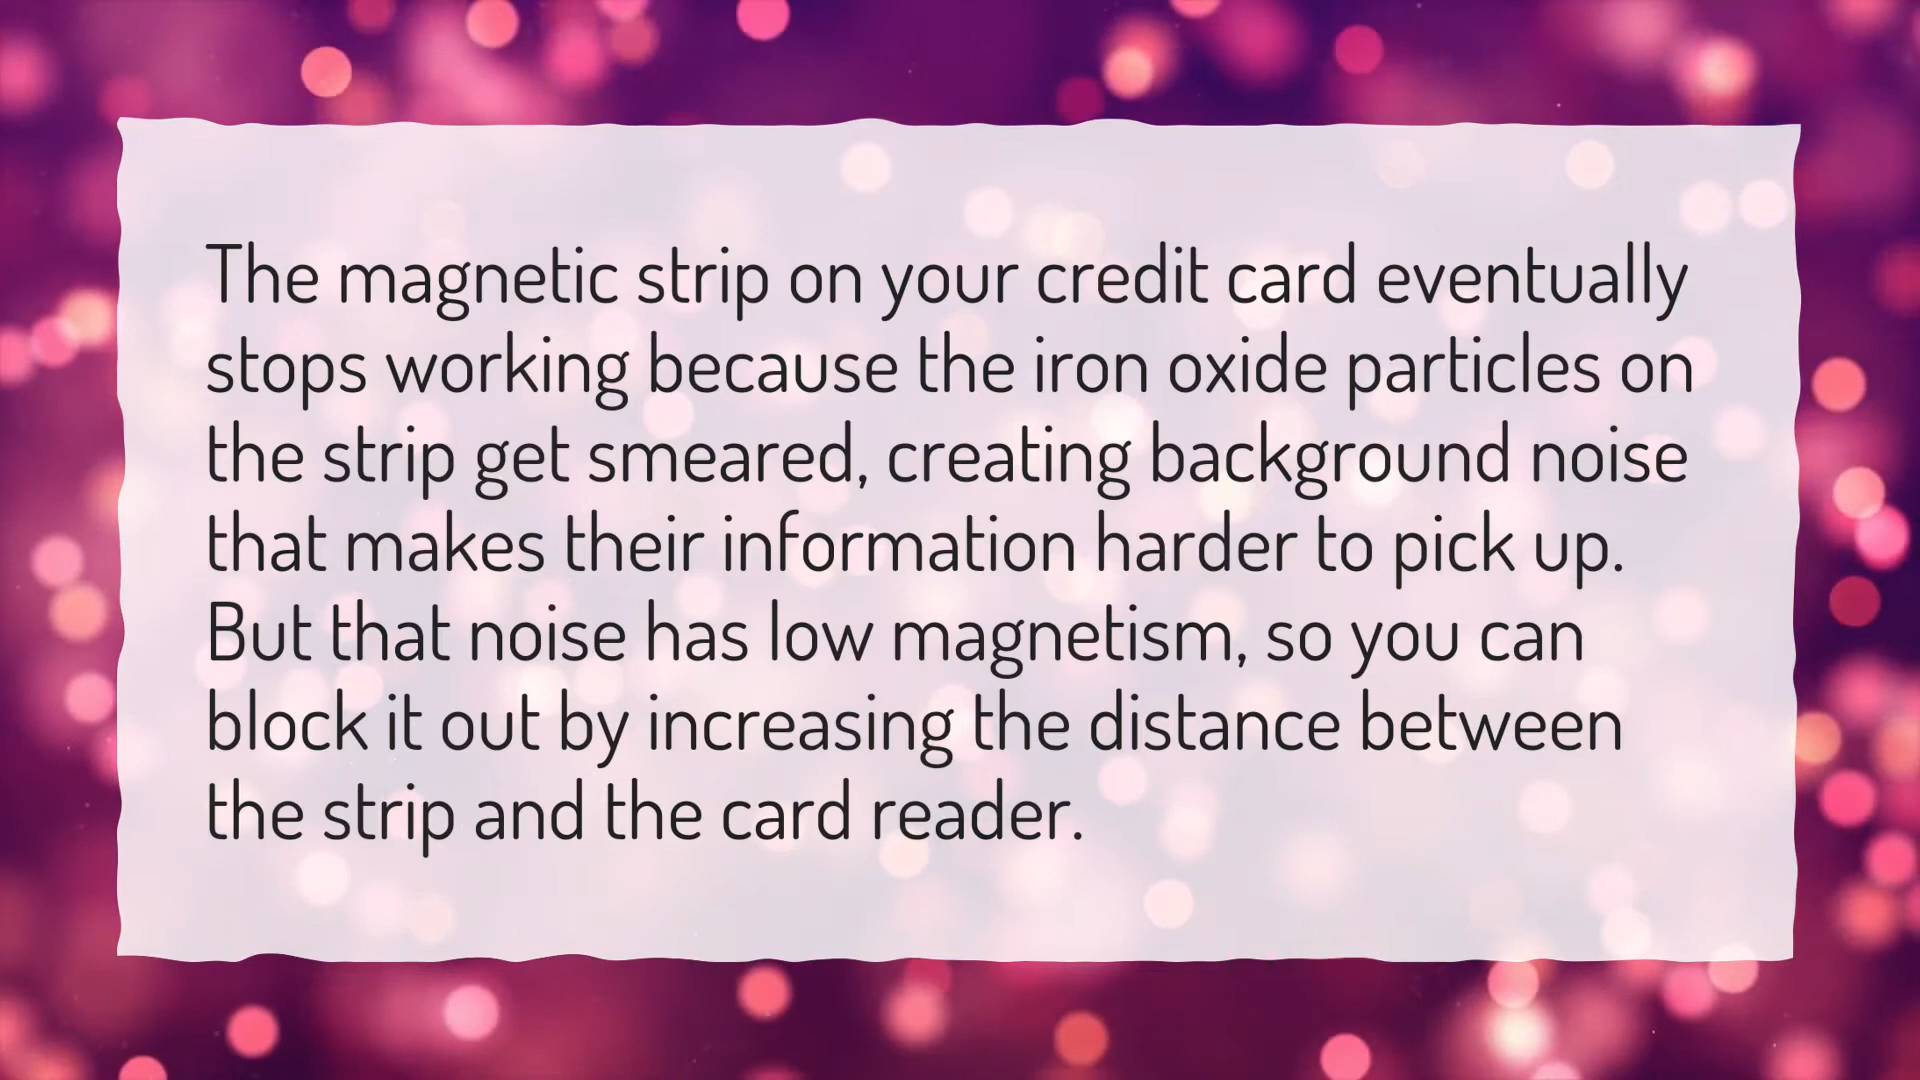 The magnetic strip on your credit card eventually
stops working because the iron oxide particles on
the strip get smeared, creating background noise
that makes their information harder to pick up.
But that noise has low magnetism, so you can
block it out by increasing the distance between
the strip and the card reader.